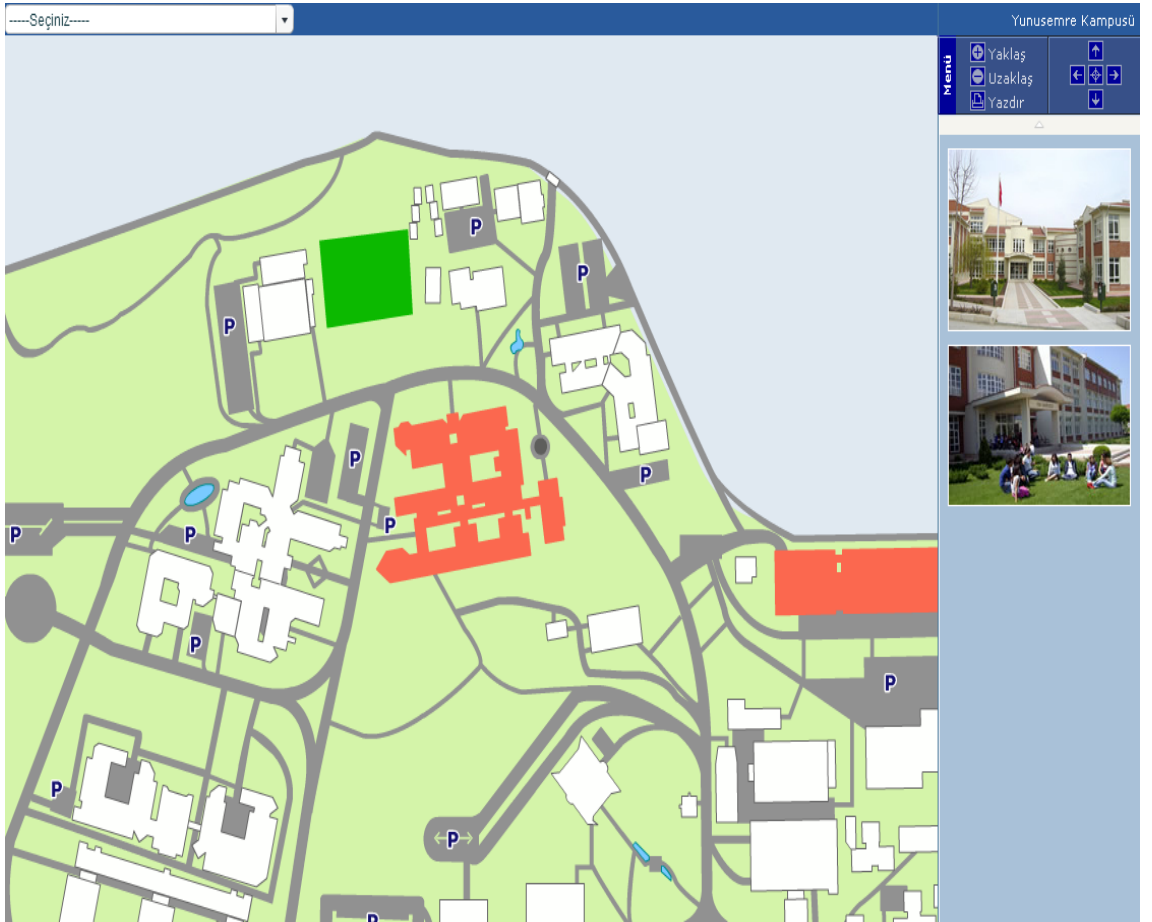 -----Seçiniz-----
Yunusemre Kampusü
Menü
Yaklaş
Uzaklaş
Yazdır
P
P
P
P
P
P
P
P
P
P
P
P
P